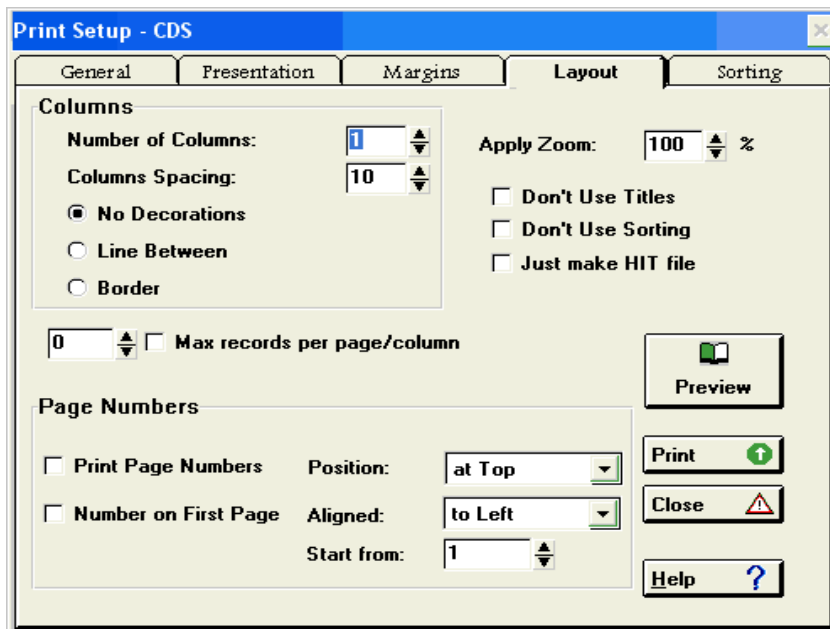 Print Setup - CDS
General Presentation Margins Layout Sorting
Columns
Number of Columns: 1
Columns Spacing: 10
No Decorations
Line Between
Border
Apply Zoom: 100 %
Don't Use Titles
Don't Use Sorting
Just make HIT file
0 Max records per page/column
Preview
Page Numbers
Print Page Numbers Position: at Top
Number on First Page Aligned: to Left
Start from: 1
Print
Close
Help ?